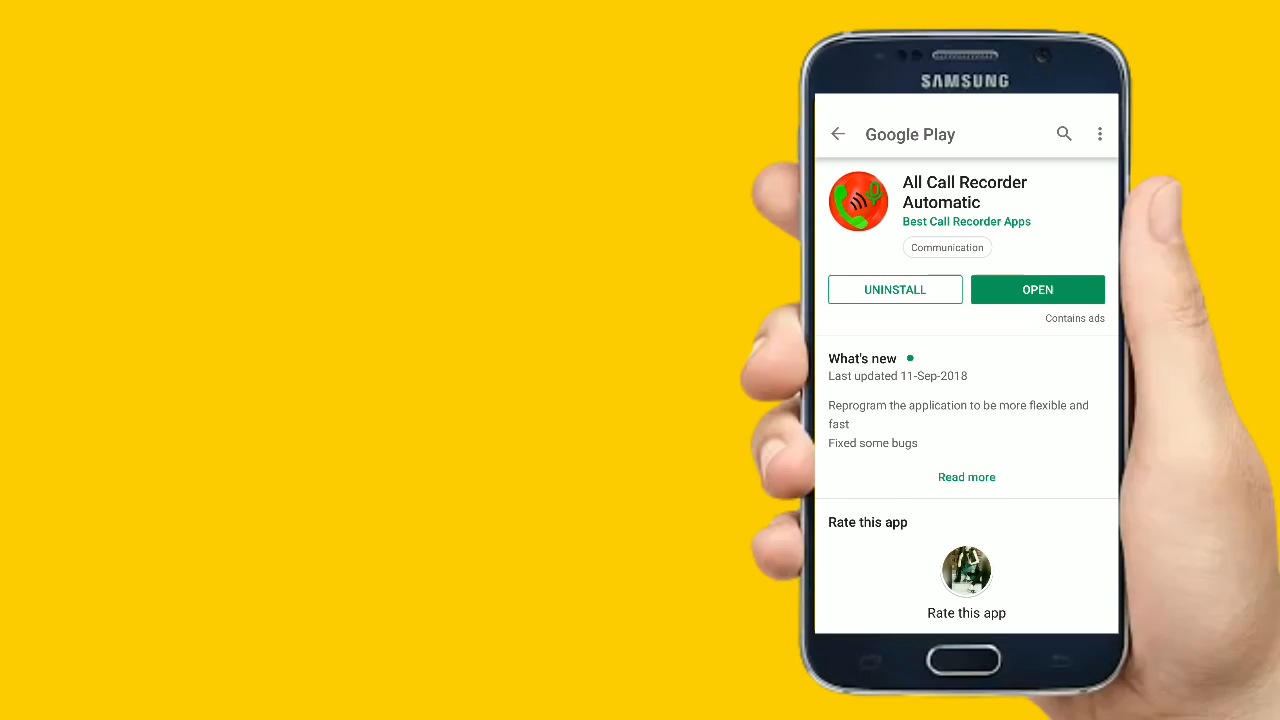 SAMSUNG
Google Play
All Call Recorder
Automatic
Best Call Recorder Apps
Communication
UNINSTALL
OPEN
Contains ads
What's new
Last updated 11-Sep-2018
Reprogram the application to be more flexible and
fast
Fixed some bugs
Read more
Rate this app
Rate this app